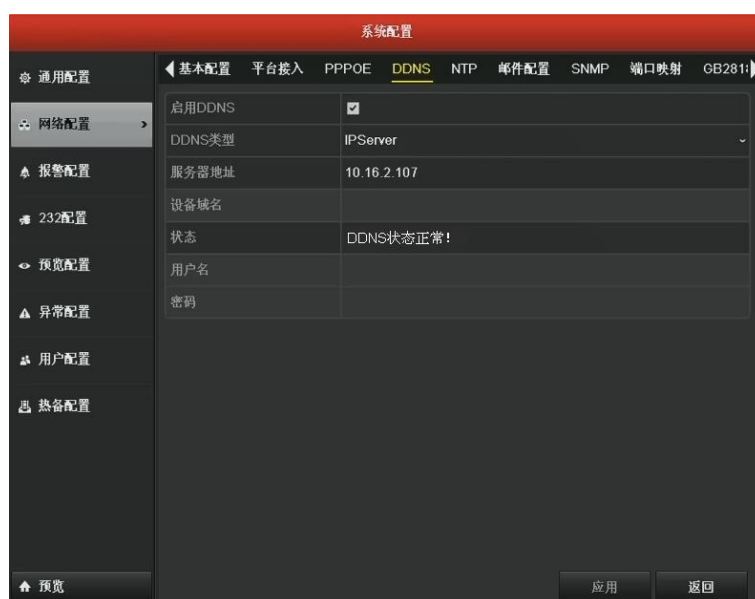 系统配置
通用配置
网络配置
报警配置
232配置
预览配置
异常配置
用户配置
热备配置
预览
基本配置 平台接入 PPPOE DDNS NTP 邮件配置 SNMP 端口映射 GB2818
启用DDNS
DDNS类型 IPServer
服务器地址 10.16.2.107
设备域名
状态 DDNS状态正常!
用户名
密码
应用 返回